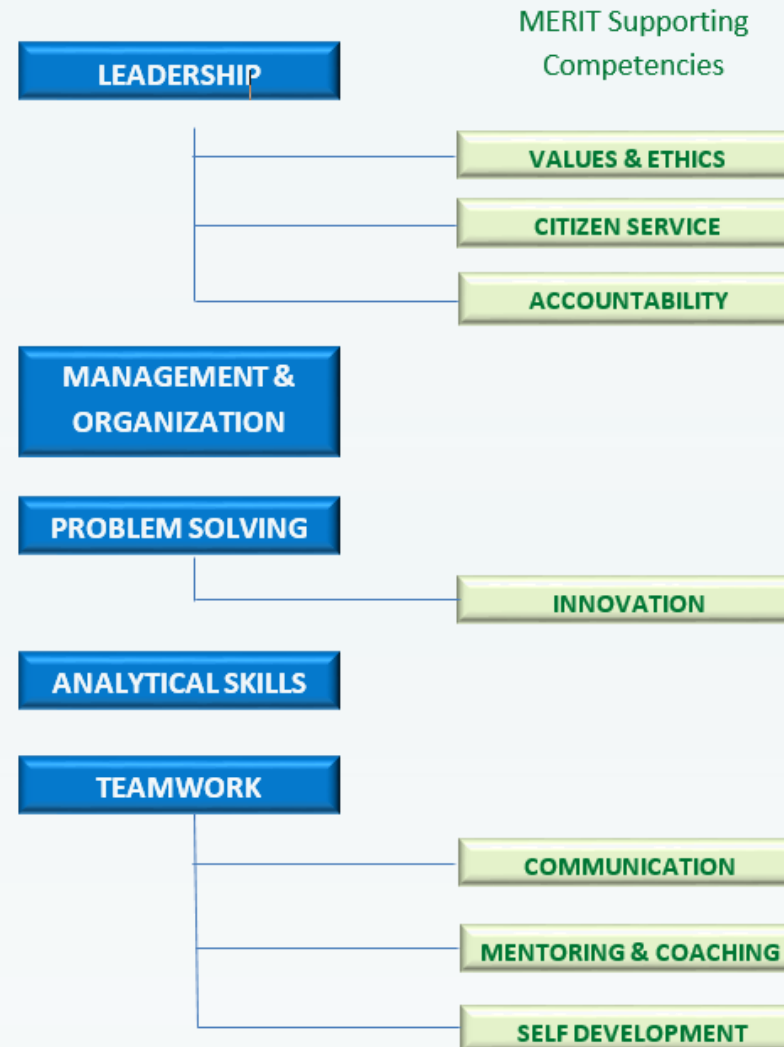 MERIT Supporting
Competencies
LEADERSHIP
VALUES & ETHICS
CITIZEN SERVICE
ACCOUNTABILITY
MANAGEMENT &
ORGANIZATION
PROBLEM SOLVING
INNOVATION
ANALYTICAL SKILLS
TEAMWORK
COMMUNICATION
MENTORING & COACHING
SELF DEVELOPMENT